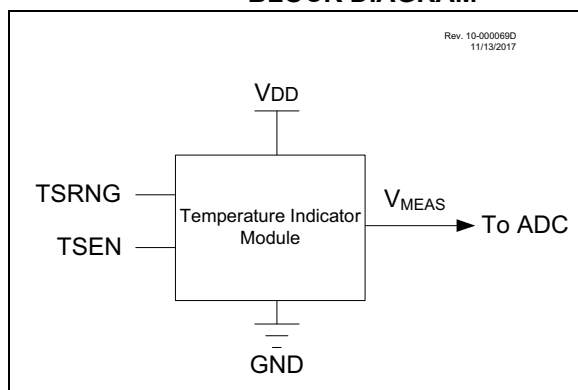 BLOCK DIAGRAM
Rev. 10-000069D
11/13/2017
VDD
TSRNG
TSEN
Temperature Indicator
Module
VMEAS
To ADC
GND